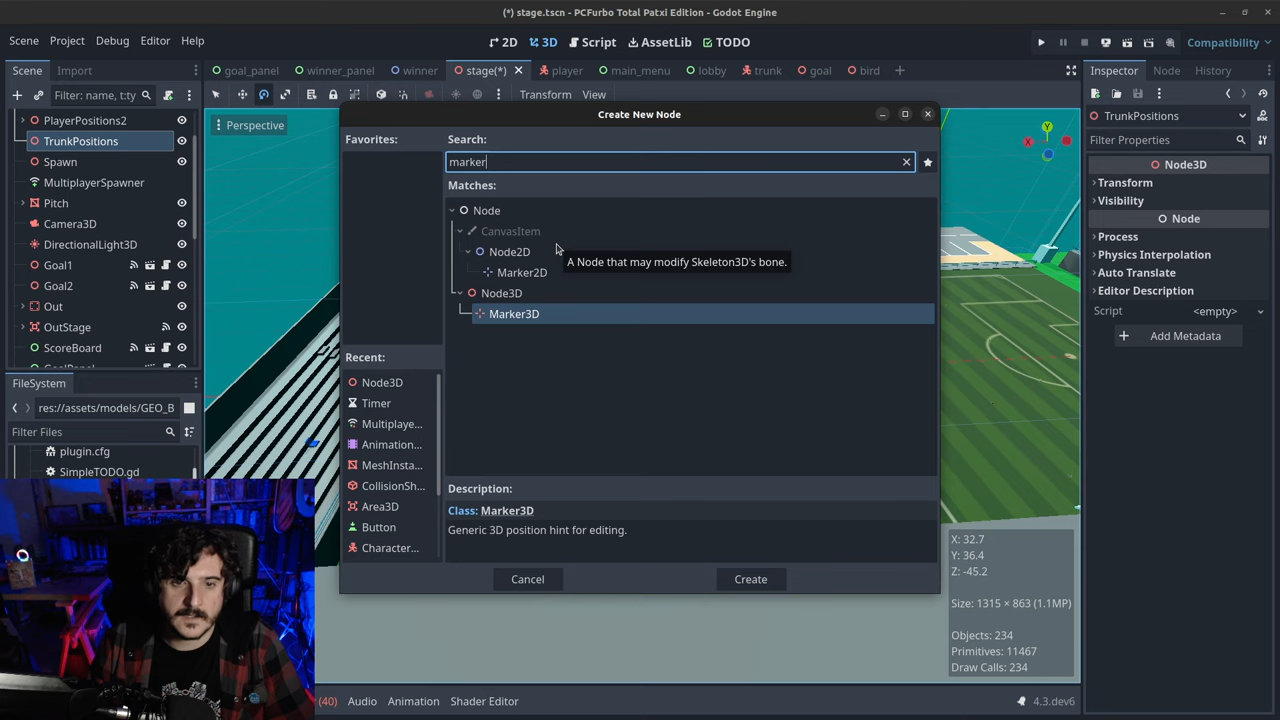 (*) stage.tscn - PCFurbo Total Patxi Edition - Godot Engine
Scene Project Debug Editor Help
2D 3D Script AssetLib TODO
Compatibility
Scene Import
goal_panel winner_panel winner stage(*) player main_menu lobby trunk goal bird
Inspector Node History
Filter: name, t:ty
Transform View
PlayerPositions2
TrunkPositions
Spawn
MultiplayerSpawner
Pitch
Camera3D
DirectionalLight3D
Goal1
Goal2
Out
OutStage
ScoreBoard
FileSystem
res://assets/models/GEO_B
Filter Files
plugin.cfg
SimpleTODO.gd
Perspective
Create New Node
Favorites:
Search:
marker
Matches:
Node
CanvasItem
Node2D
Marker2D
Node3D
Marker3D
A Node that may modify Skeleton3D's bone.
Recent:
Node3D
Timer
Multiplaye...
Animation...
MeshInsta...
CollisionSh...
Area3D
Button
Character...
Description:
Class: Marker3D
Generic 3D position hint for editing.
Cancel Create
X: 32.7
Y: 36.4
Z: -45.2
Size: 1315 × 863 (1.1MP)
Objects: 234
Primitives: 11467
Draw Calls: 234
Y
X
TrunkPositions
Filter Properties
Node3D
Transform
Visibility
Node
Process
Physics Interpolation
Auto Translate
Editor Description
Script <empty>
Add Metadata
(40) Audio Animation Shader Editor
4.3.dev6